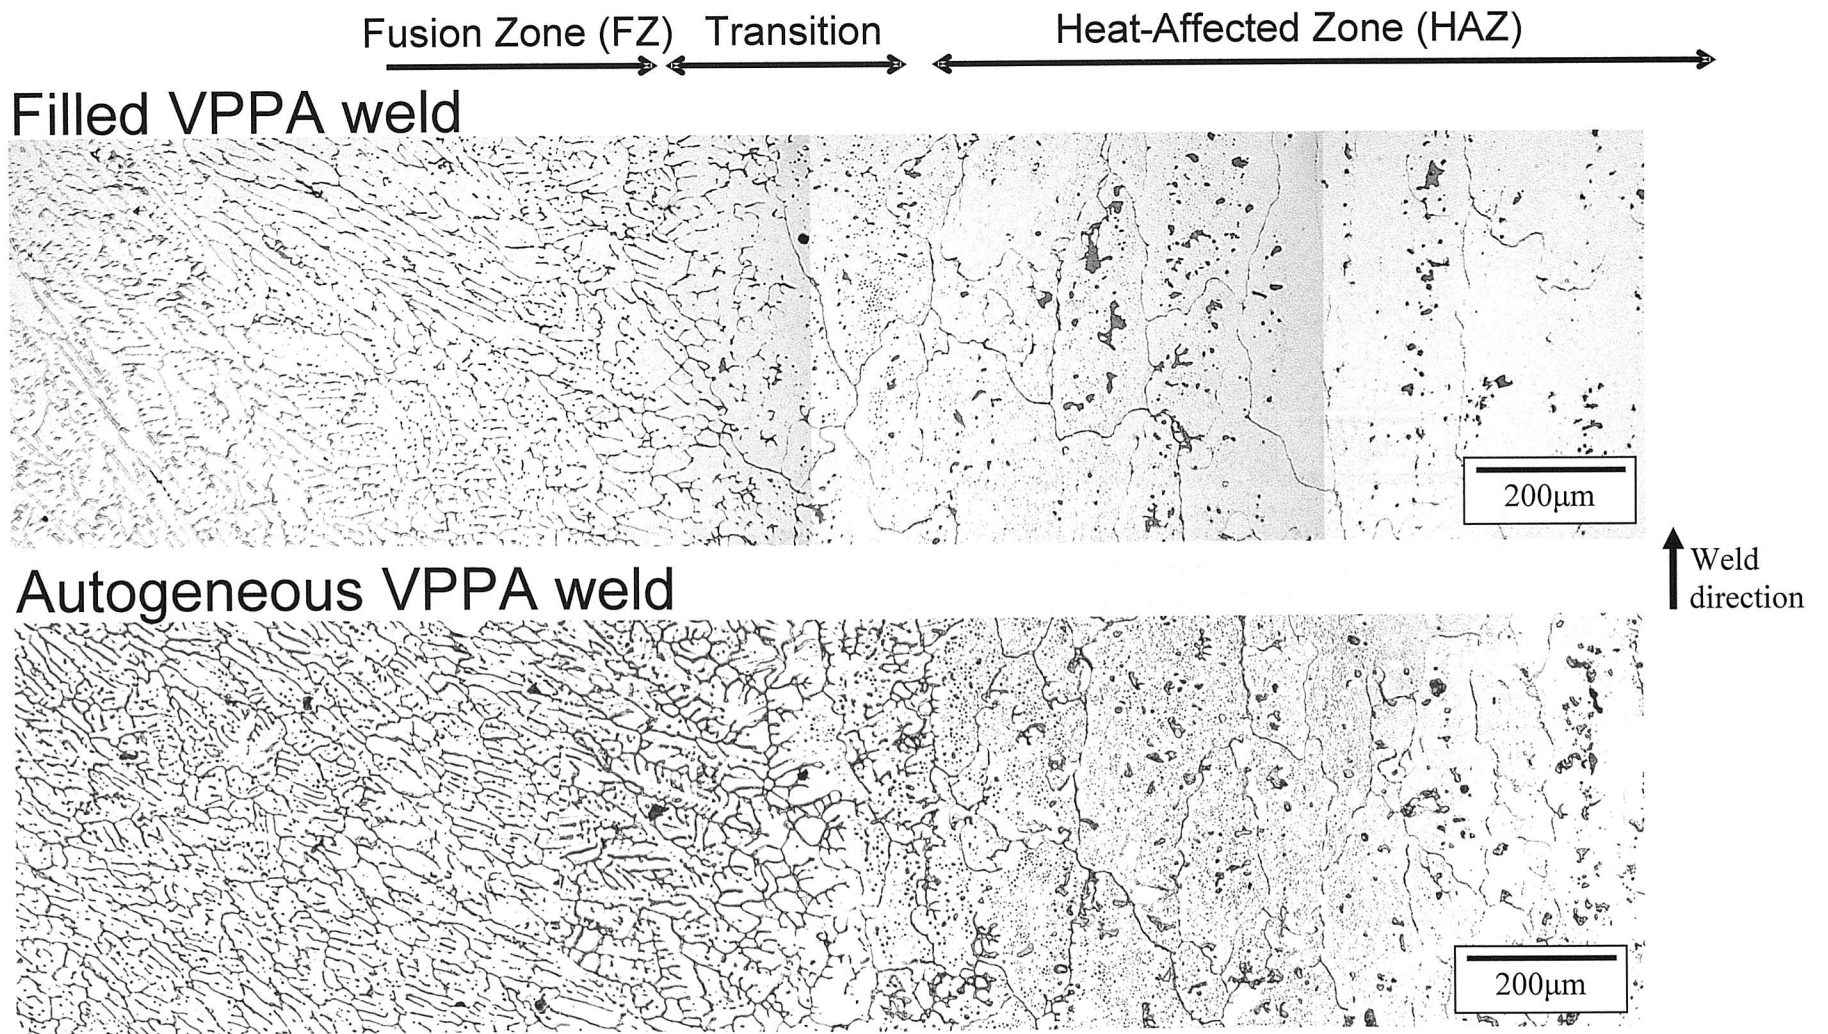 Fusion Zone (FZ) Transition Heat-Affected Zone (HAZ)
Filled VPPA weld
200μm
Weld
direction
Autogeneous VPPA weld
200μm